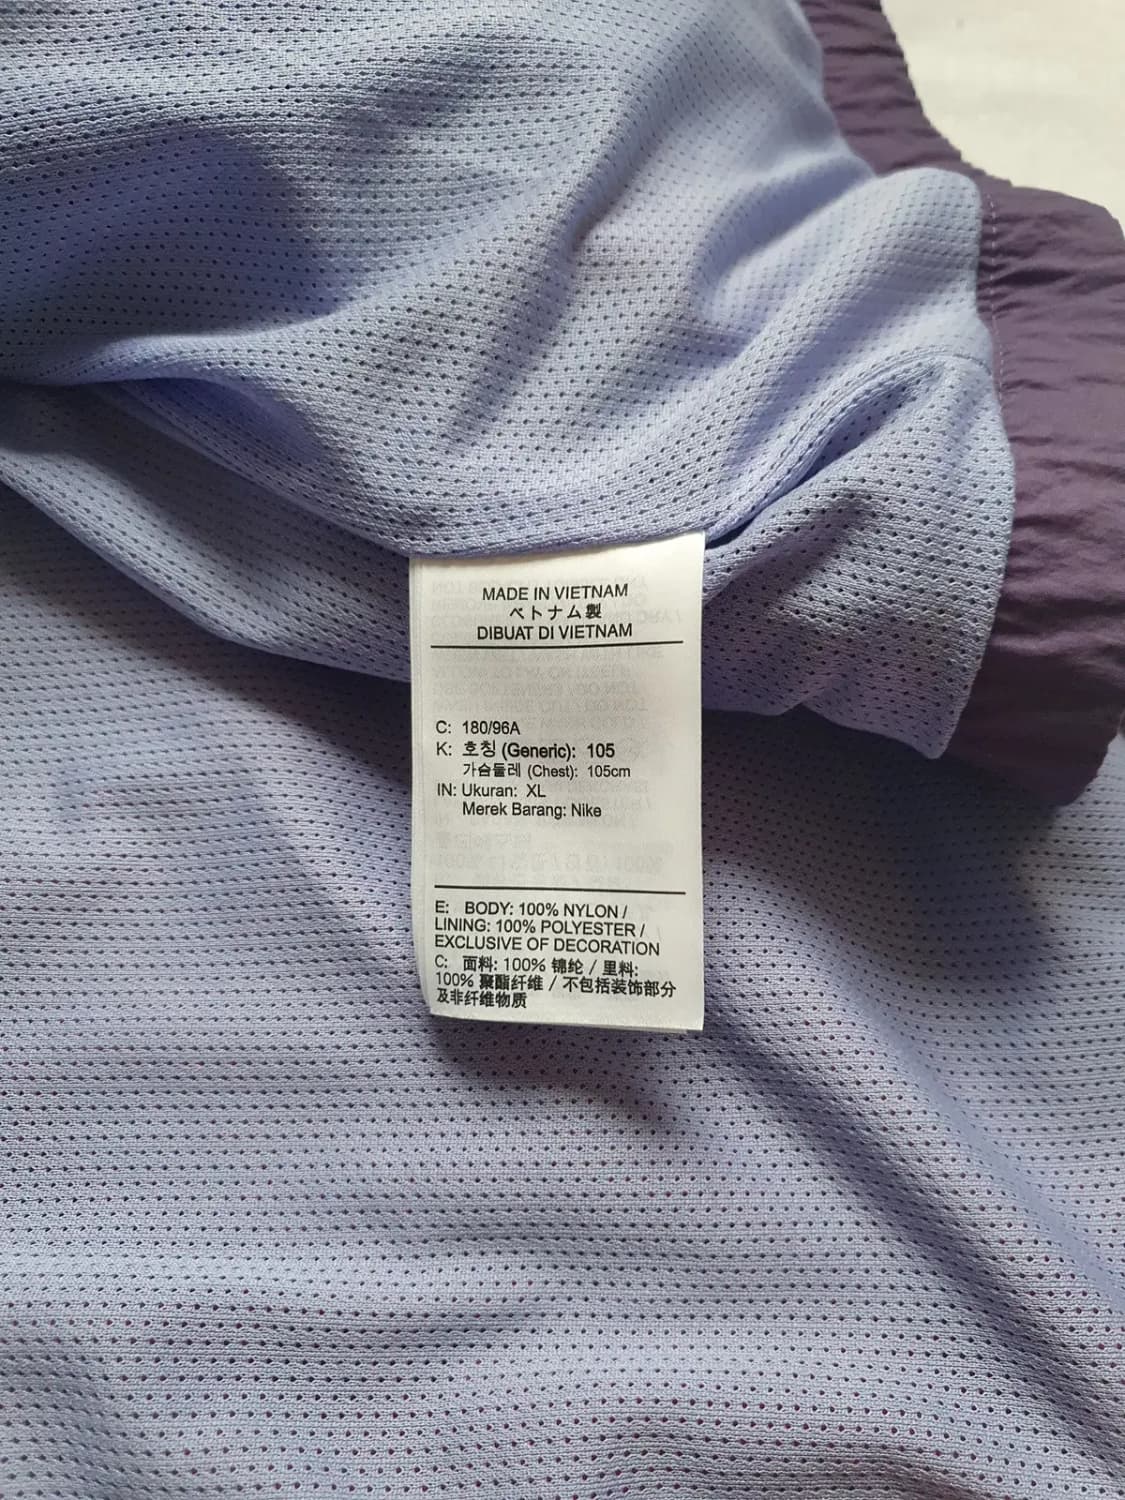 MADE IN VIETNAM
ベトナム製
DIBUAT DI VIETNAM
C: 180/96A
K: 호칭 (Generic): 105
가슴둘레 (Chest): 105cm
IN: Ukuran: XL
Merek Barang: Nike
E: BODY: 100% NYLON /
LINING: 100% POLYESTER /
EXCLUSIVE OF DECORATION
C: 面料: 100% 锦纶 / 里料:
100% 聚酯纤维 / 不包括装饰部分
及非纤维物质